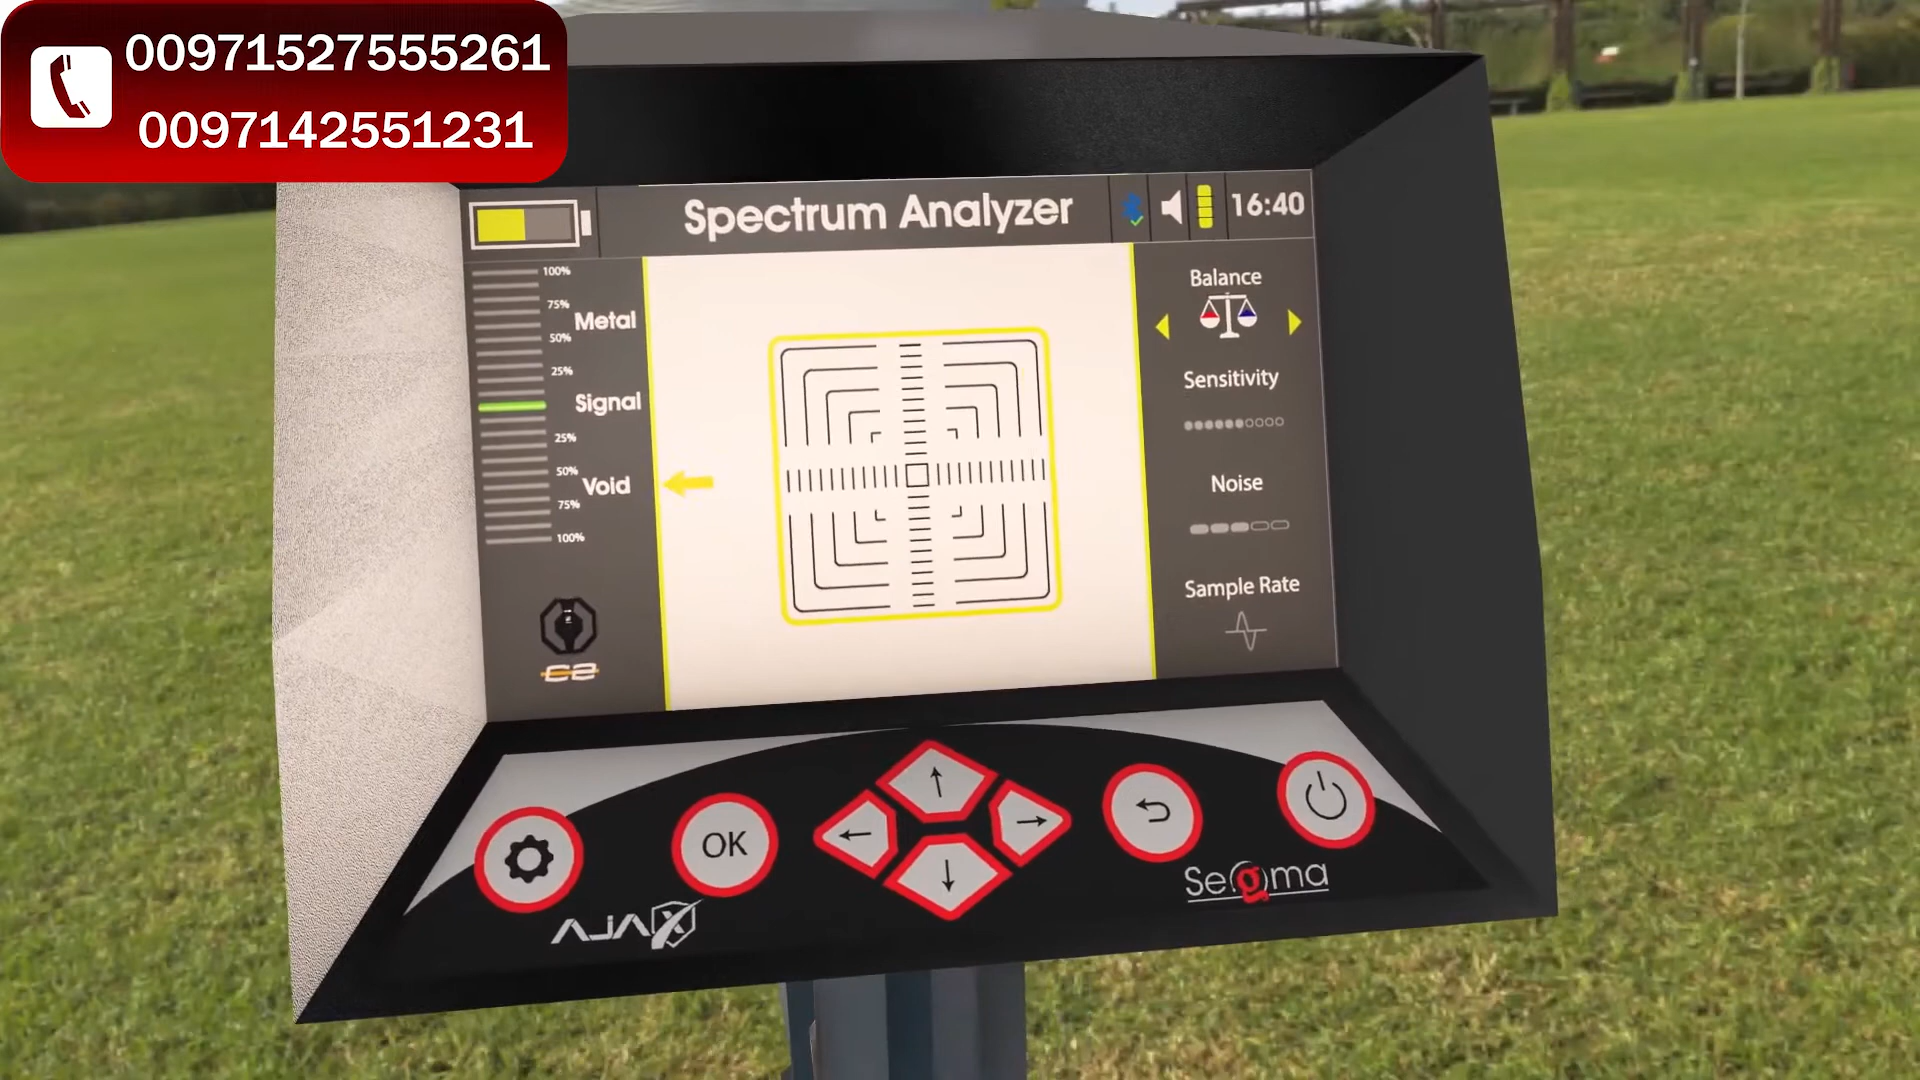 00971527555261
0097142551231
Spectrum Analyzer
16:40
100%
75%
Metal
50%
25%
Signal
25%
50%
Void
75%
100%
C2
Balance
Sensitivity
Noise
Sample Rate
OK
AJAX
Segma